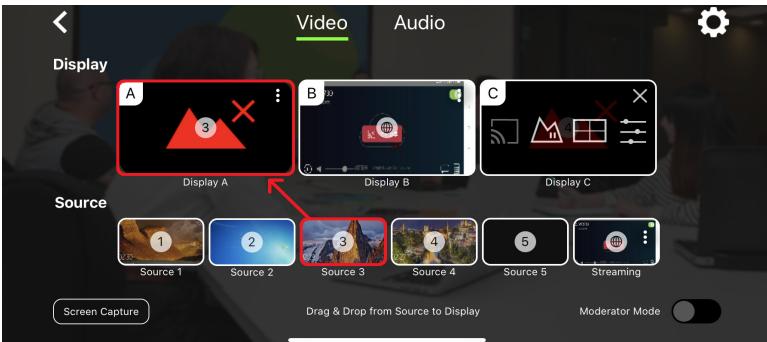 Video Audio
Display
A B C
3 4
Display A Display B Display C
Source
1 2 3 4 5
Source 1 Source 2 Source 3 Source 4 Source 5 Streaming
Screen Capture Drag & Drop from Source to Display Moderator Mode